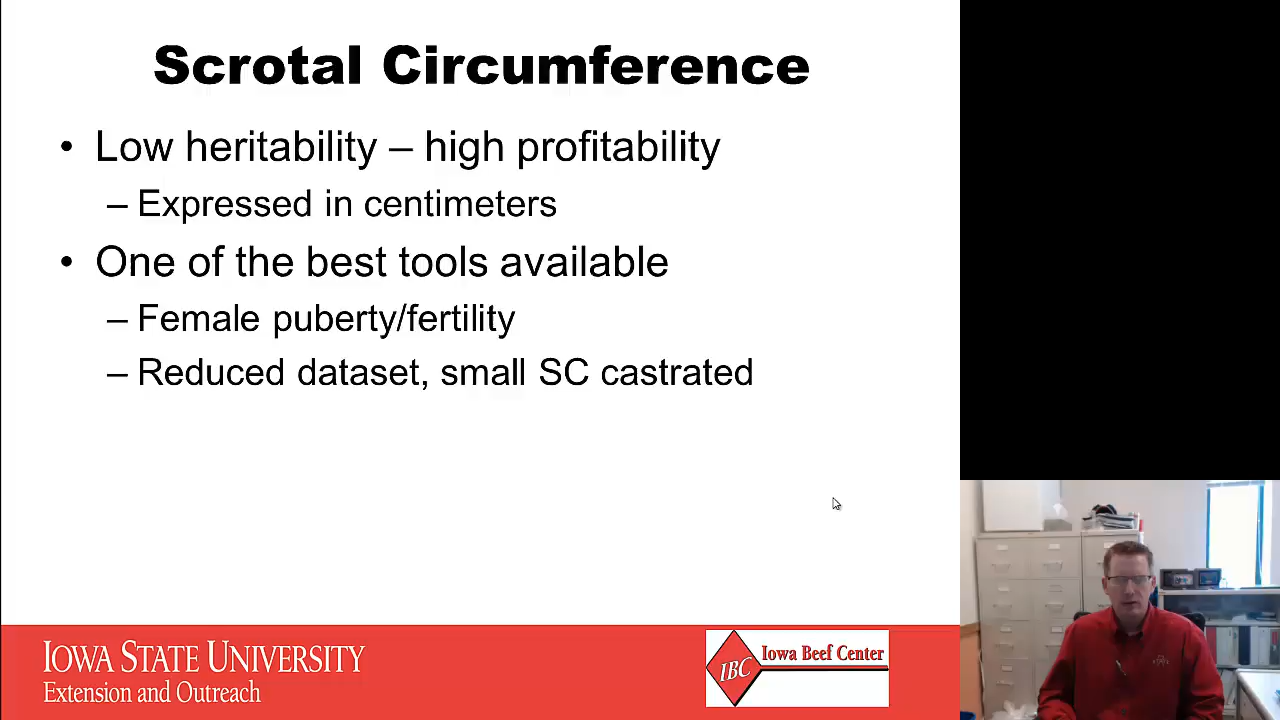 Scrotal Circumference
• Low heritability – high profitability
– Expressed in centimeters
• One of the best tools available
– Female puberty/fertility
– Reduced dataset, small SC castrated
IOWA STATE UNIVERSITY
Extension and Outreach
IBC
Iowa Beef Center